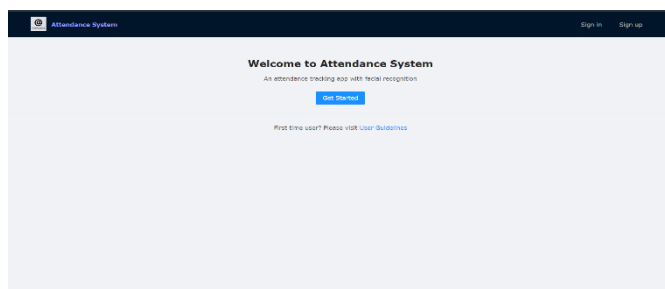 Attendance System
Sign in
Sign up
Welcome to Attendance System
An attendance tracking app with facial recognition
Get Started
First time user? Please visit User Guidelines